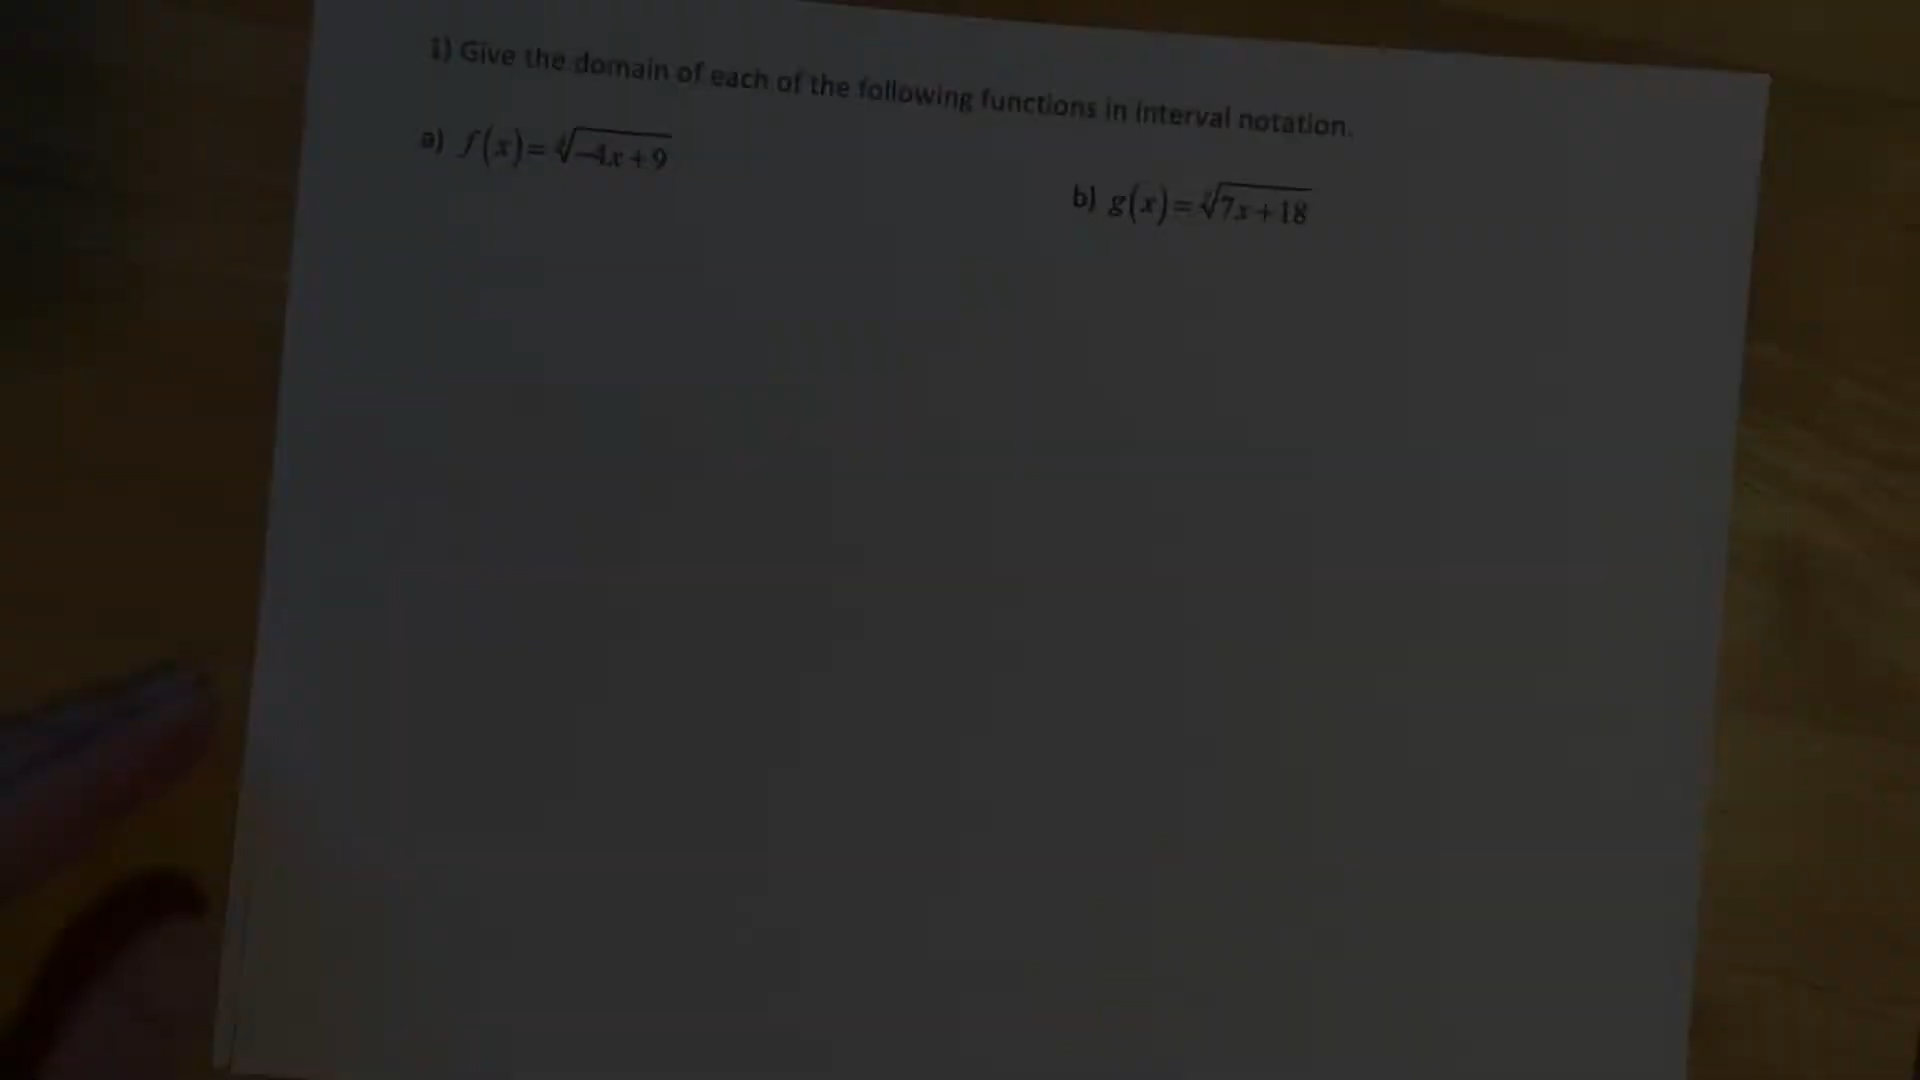 1) Give the domain of each of the following functions in interval notation.
a) f(x)=√-4x+9
b) g(x)=√7x+18